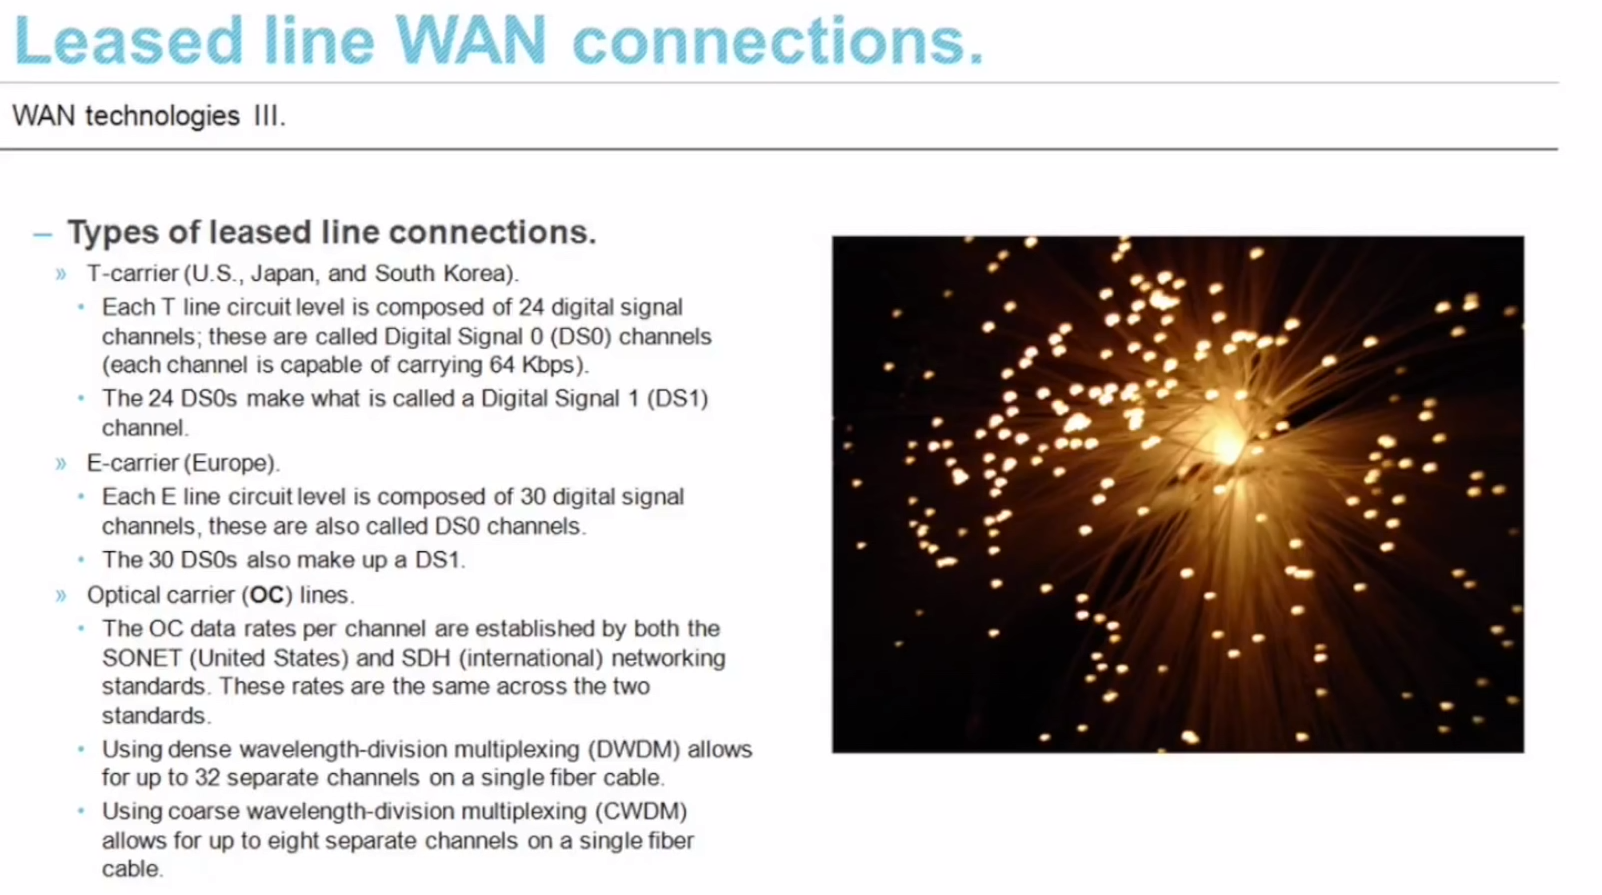 Leased line WAN connections.
WAN technologies III.
– Types of leased line connections.
» T-carrier (U.S., Japan, and South Korea).
• Each T line circuit level is composed of 24 digital signal
channels; these are called Digital Signal 0 (DS0) channels
(each channel is capable of carrying 64 Kbps).
• The 24 DS0s make what is called a Digital Signal 1 (DS1)
channel.
» E-carrier (Europe).
• Each E line circuit level is composed of 30 digital signal
channels, these are also called DS0 channels.
• The 30 DS0s also make up a DS1.
» Optical carrier (OC) lines.
• The OC data rates per channel are established by both the
SONET (United States) and SDH (international) networking
standards. These rates are the same across the two
standards.
• Using dense wavelength-division multiplexing (DWDM) allows
for up to 32 separate channels on a single fiber cable.
• Using coarse wavelength-division multiplexing (CWDM)
allows for up to eight separate channels on a single fiber
cable.